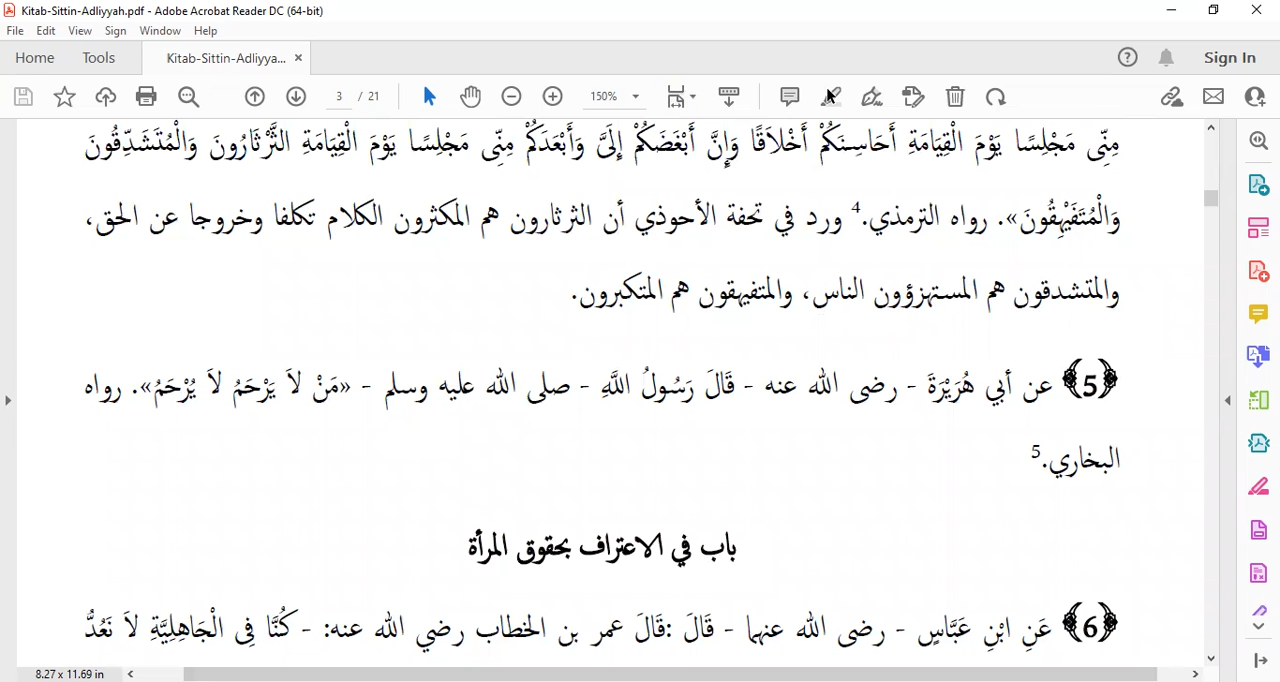 Kitab-Sittin-Adliyyah.pdf - Adobe Acrobat Reader DC (64-bit)
File Edit View Sign Window Help
Home Tools Kitab-Sittin-Adliyya... × Sign In
3 / 21 150%
مِنِّى مَجْلِسًا يَوْمَ الْقِيَامَةِ أَحَاسِنَكُمْ أَخْلاَقًا وَإِنَّ أَبْغَضَكُمْ إِلَىَّ وَأَبْعَدَكُمْ مِنِّى مَجْلِسًا يَوْمَ الْقِيَامَةِ الثَّرْثَارُونَ وَالْمُتَشَدِّقُونَ
وَالْمُتَفَيْهِقُونَ». رواه الترمذي.4 ورد في تحفة الأحوذي أن الثرثارون هم المكثرون الكلام تكلفا وخروجا عن الحق،
والمتشدقون هم المستهزؤون الناس، والمتفيهقون هم المتكبرون.
﴿5﴾ عن أبي هُرَيْرَةَ - رضى الله عنه - قَالَ رَسُولُ اللَّهِ - صلى الله عليه وسلم - «مَنْ لاَ يَرْحَمُ لاَ يُرْحَمُ». رواه
البخاري.5
باب في الاعتراف بحقوق المرأة
﴿6﴾ عَنِ ابْنِ عَبَّاسٍ - رضى الله عنهما - قَالَ :قَالَ عمر بن الخطاب رضي الله عنه: - كُنَّا فِى الْجَاهِلِيَّةِ لاَ نَعُدُّ
8.27 x 11.69 in